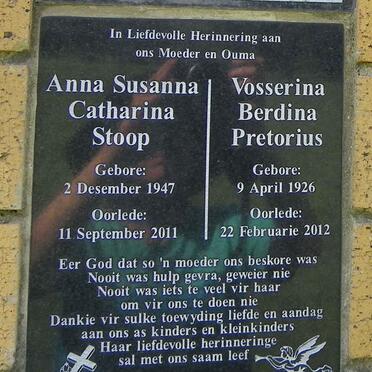 In Liefdevolle Herinnering aan
ons Moeder en Ouma
Anna Susanna
Catharina
Stoop
Gebore:
2 Desember 1947
Oorlede:
11 September 2011
Vosserina
Berdina
Pretorius
Gebore:
9 April 1926
Oorlede:
22 Februarie 2012
Eer God dat so 'n moeder ons beskore was
Nooit was hulp gevra, geweier nie
Nooit was iets te veel vir haar
om vir ons te doen nie
Dankie vir sulke toewyding liefde en aandag
aan ons as kinders en kleinkinders
Haar liefdevolle herinneringe
sal met ons saam leef